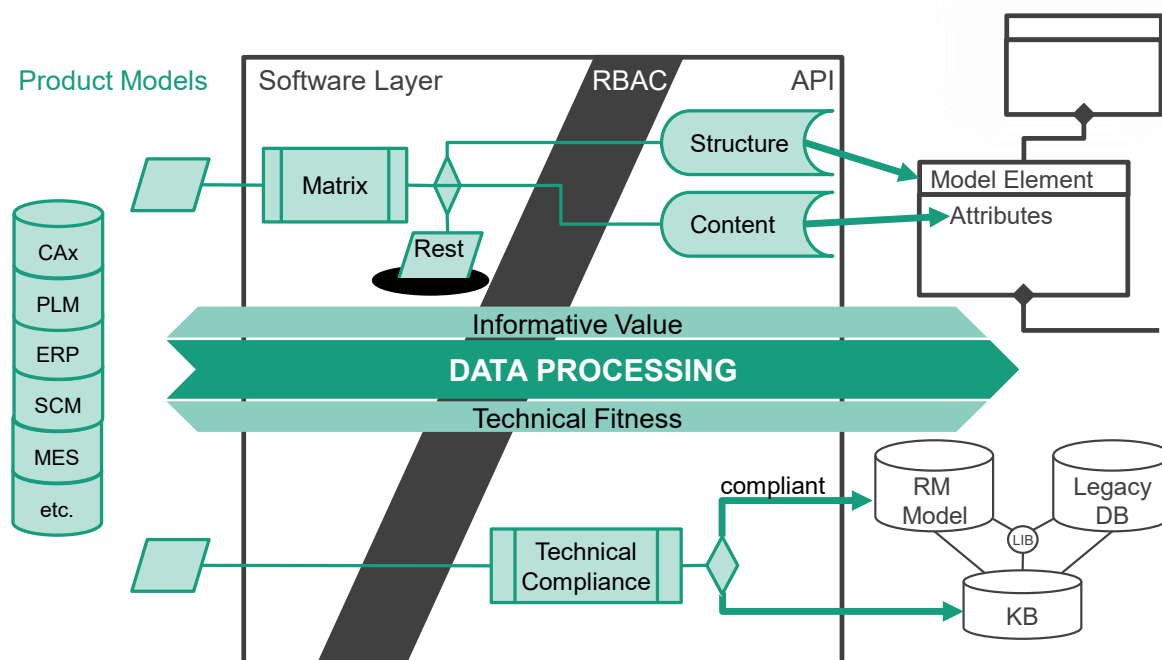 Product Models
Software Layer
RBAC
API
Matrix
Rest
Structure
Content
Model Element
Attributes
CAx
PLM
ERP
SCM
MES
etc.
Informative Value
DATA PROCESSING
Technical Fitness
Technical
Compliance
compliant
RM
Model
Legacy
DB
LIB
KB